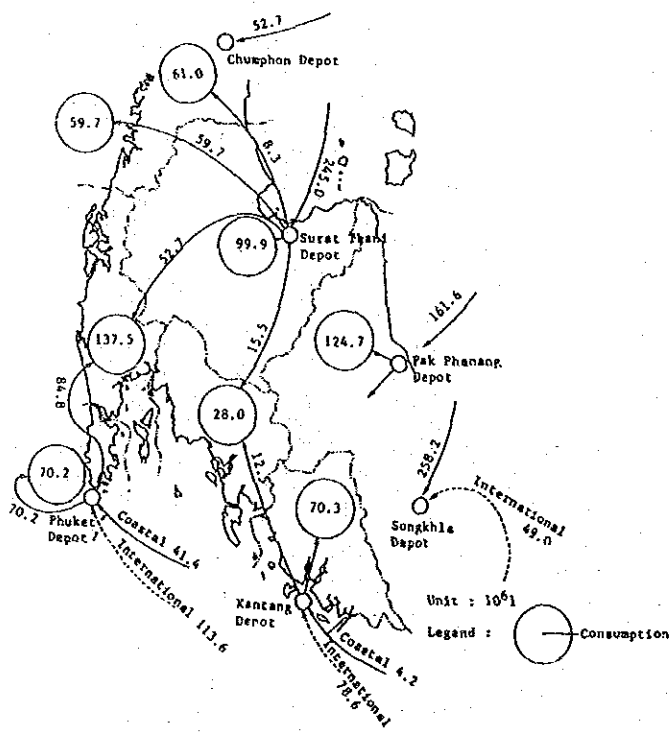 52.7
Chumphon Depot
61.0
59.7
59.7
8.3
245.0
99.9
Surat Thani
Depot
52.7
15.5
161.6
137.5
124.7
Pak Phanang
Depot
84.8
28.0
258.2
12.5
70.2
70.3
70.2
Phuket
Depot
Coastal 41.4
International 113.6
Songkhla
Depot
International
49.0
Kantang
Depot
Coastal 4.2
International
78.6
Unit : 10⁶l
Legend :
Consumption